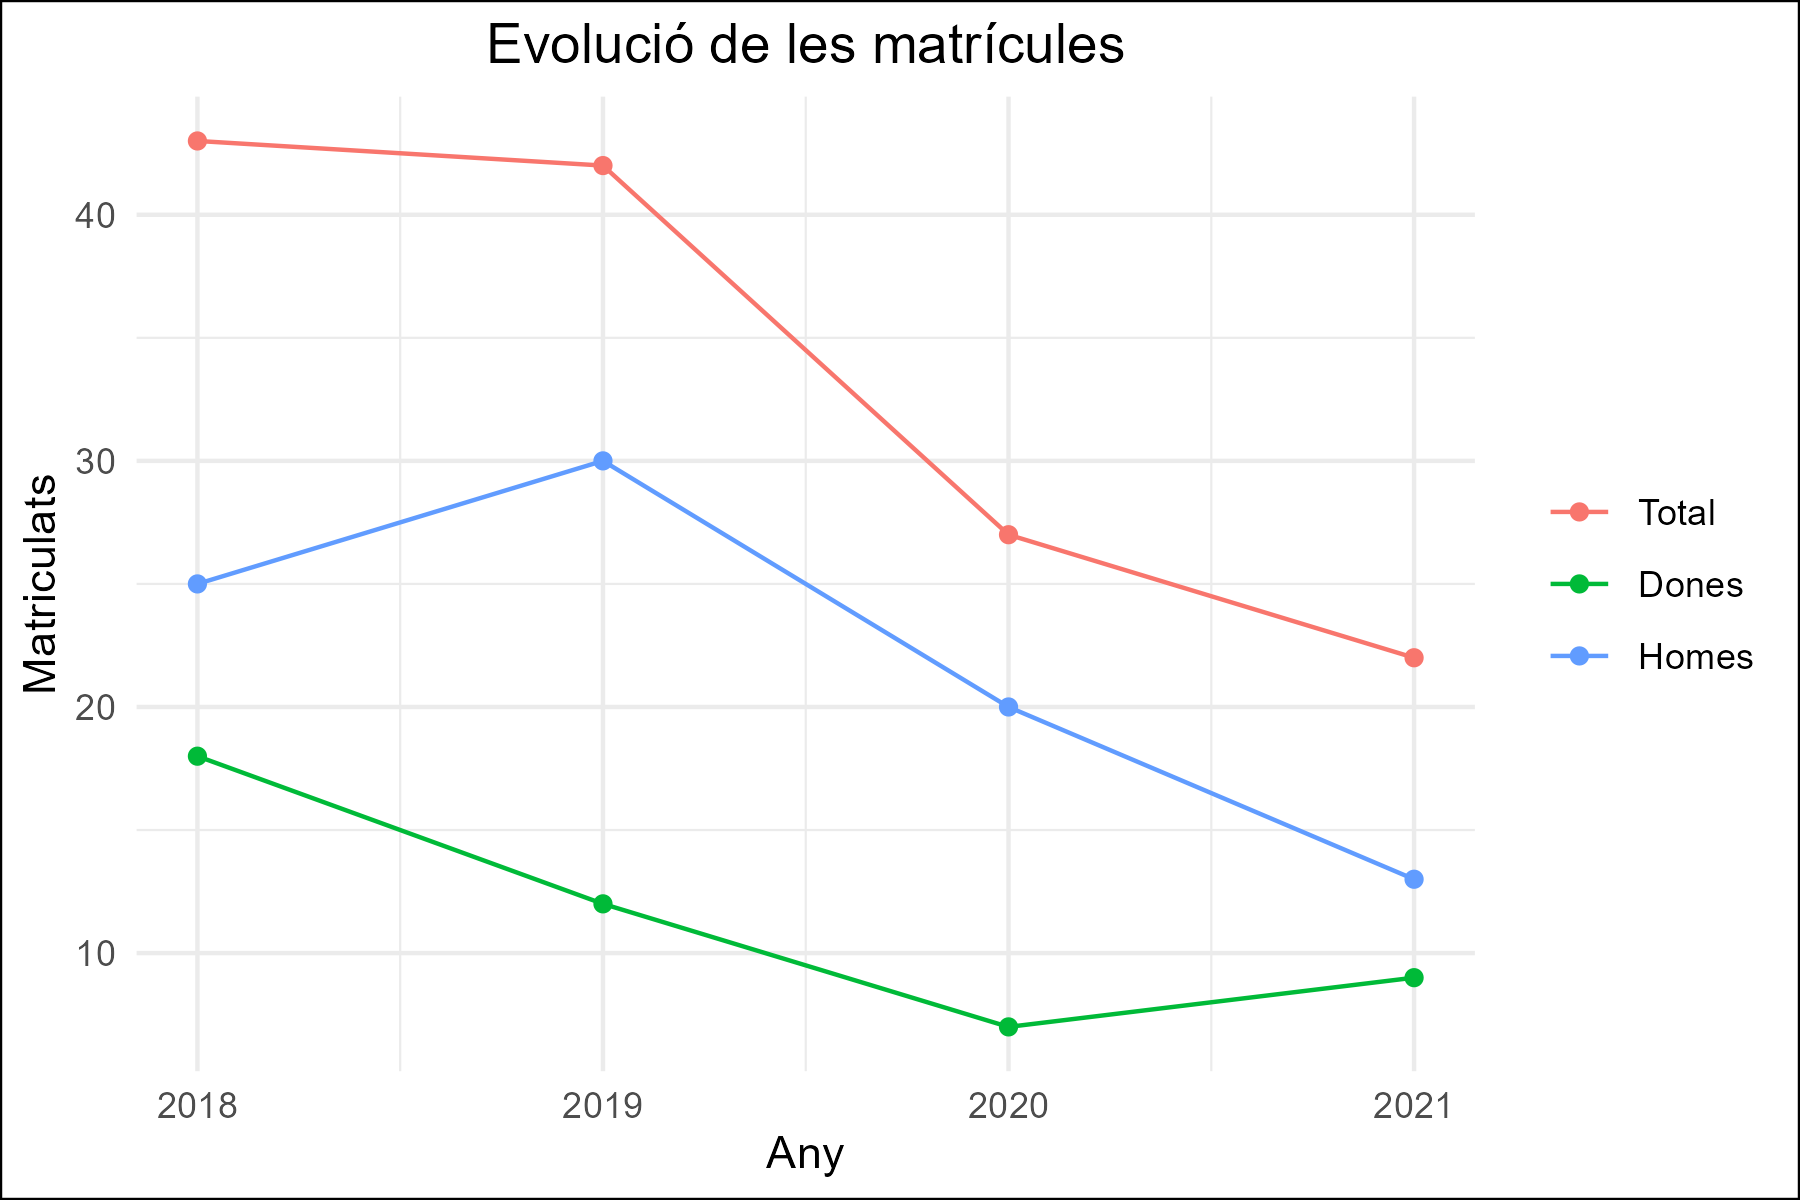 Evolució de les matrícules
Matriculats
40
30
20
10
2018
2019
2020
2021
Any
Total
Dones
Homes